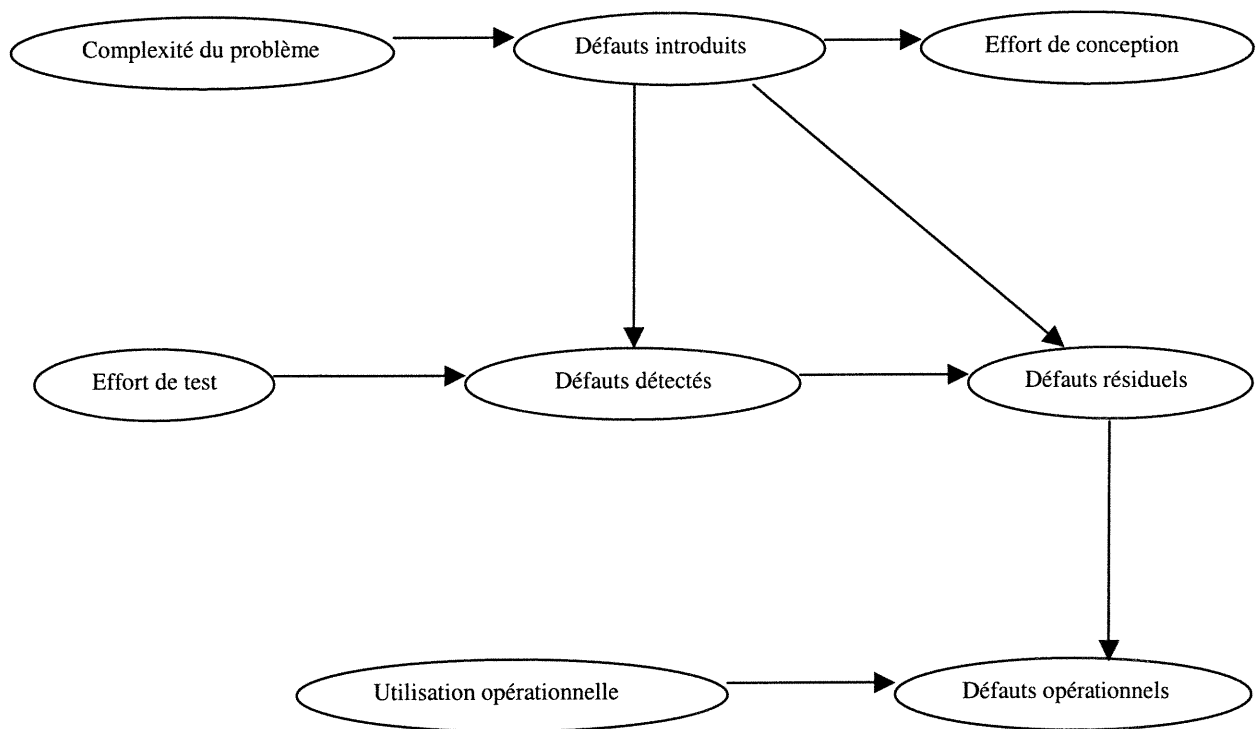 Complexité du problème
Défauts introduits
Effort de conception
Effort de test
Défauts détectés
Défauts résiduels
Utilisation opérationnelle
Défauts opérationnels